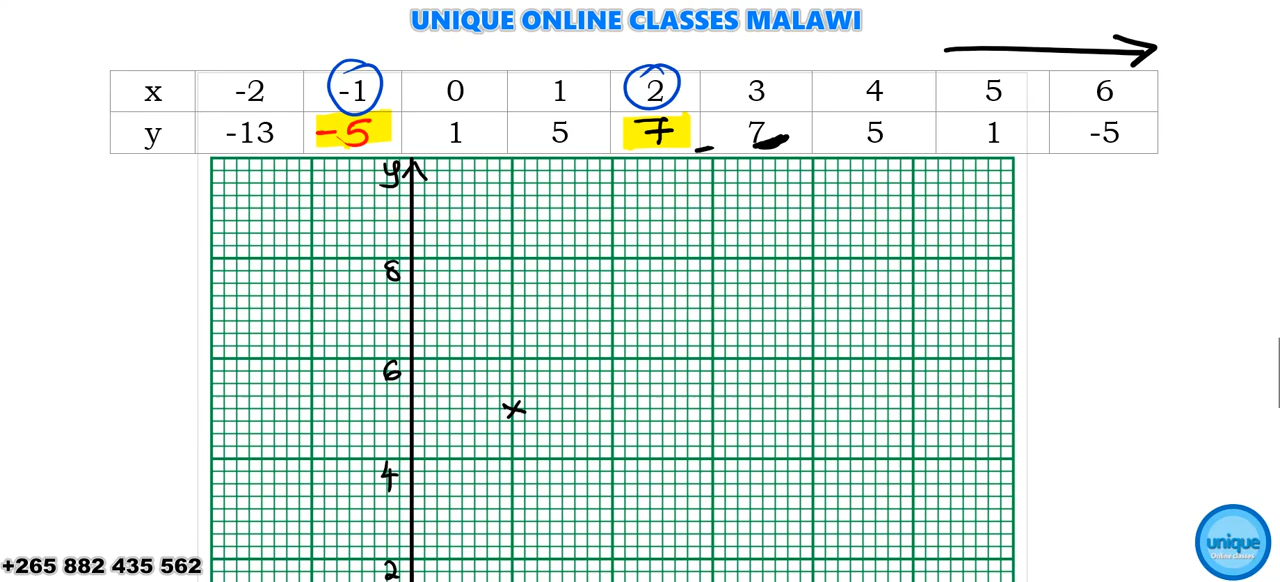 UNIQUE ONLINE CLASSES MALAWI
x -2 -1 0 1 2 3 4 5 6
y -13 -5 1 5 7 7 5 1 -5
y
8
6
4
2
+265 882 435 562
unique
Online classes